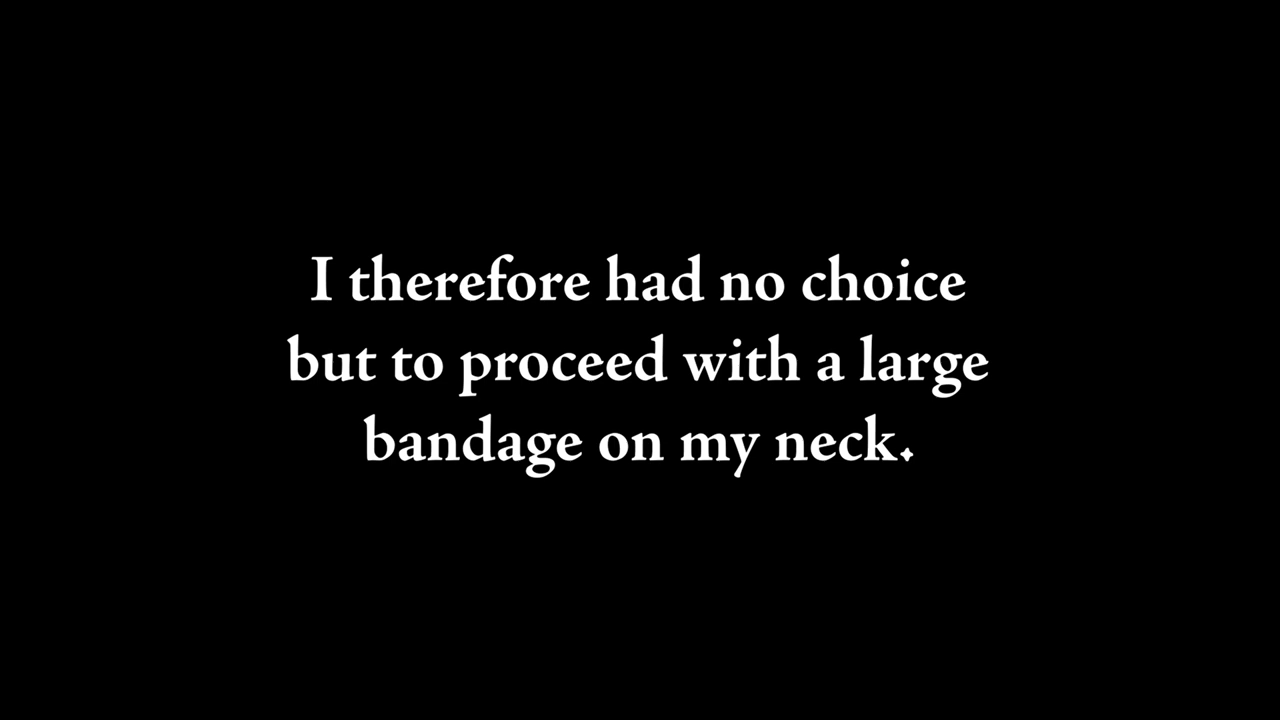 I therefore had no choice
but to proceed with a large
bandage on my neck.